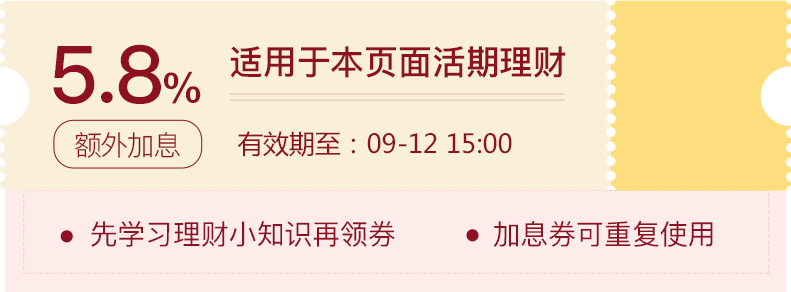 5.8%
适用于本页面活期理财
额外加息
有效期至：09-12 15:00
● 先学习理财小知识再领券
● 加息券可重复使用